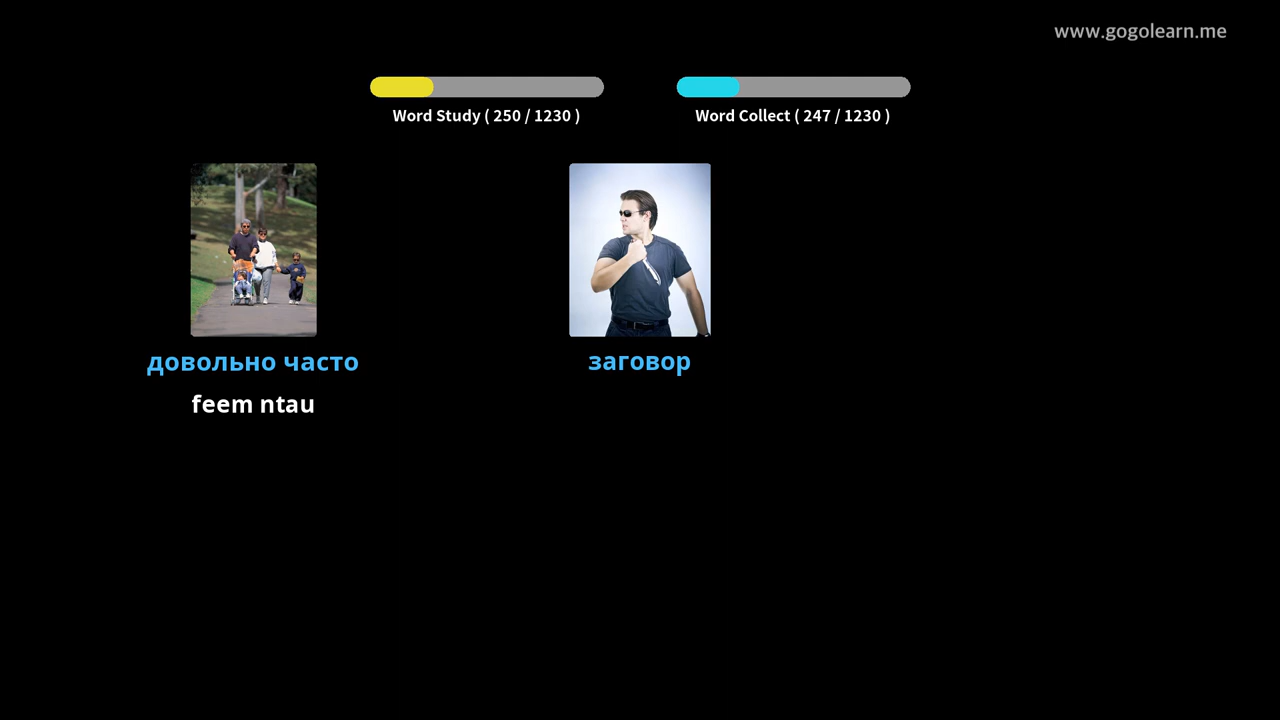 www.gogolearn.me
Word Study ( 250 / 1230 )
Word Collect ( 247 / 1230 )
довольно часто
feem ntau
заговор